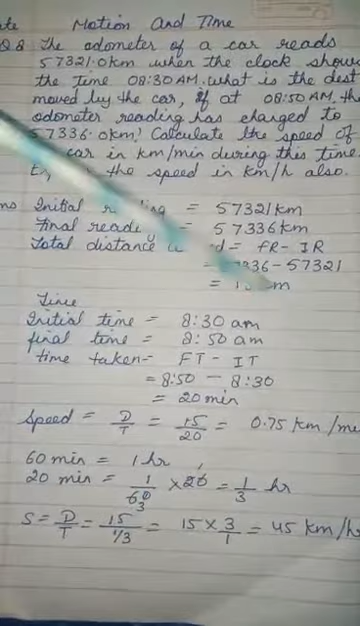 Motion and Time
Q 8 The odometer of a car reads
57321.0km when the clock show
the time 08:30 AM. what is the dest
moved by the car, if at 08:50 AM, the
odometer reading has changed to
57336.0km? Calculate the speed of
car in km/min during this time.
the speed in km/h also.
Ans Initial = 57321 km
Final = 57336 km
Total distance = FR - IR
= - 57321
=
Time
Initial time = 8:30 am
final time = 8:50 am
time taken = FT - IT
= 8:50 - 8:30
= 20 min
Speed = D/T = 15/20 = 0.75 km/
60 min = 1 hr
20 min = 1/60 × 20 = 1/3 hr
S = D/T = 15/1/3 = 15 × 3/1 = 45 km/h